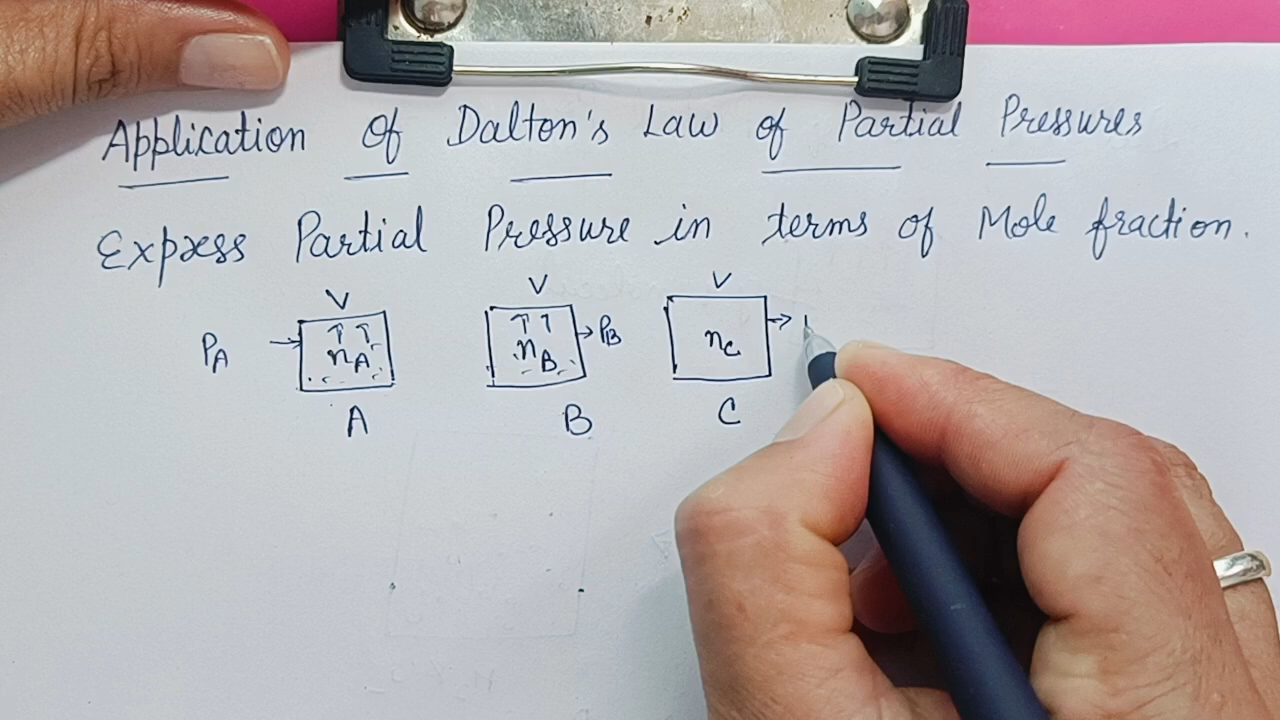 Application Of Dalton's Law of Partial Pressures
Express Partial Pressure in terms of Mole fraction.
V V V
PA → nA nB → PB nC →
A B C